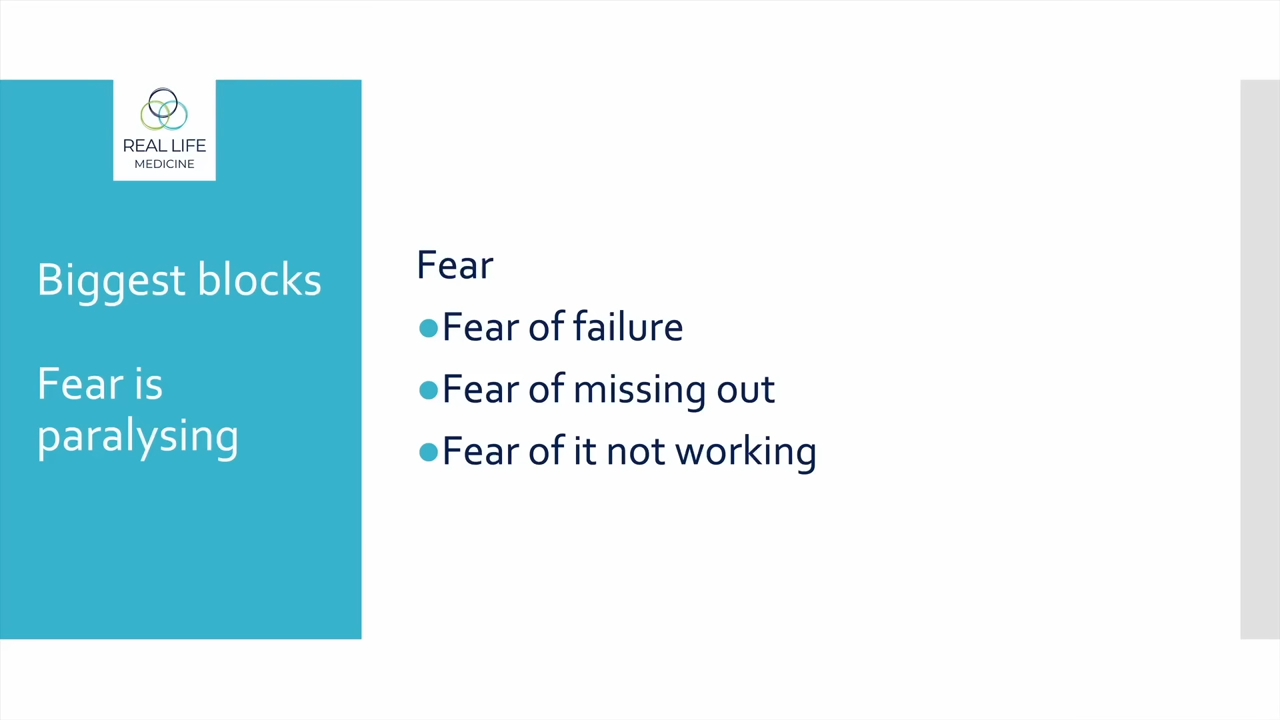 REAL LIFE
MEDICINE
Biggest blocks
Fear is
paralysing
Fear
●Fear of failure
●Fear of missing out
●Fear of it not working